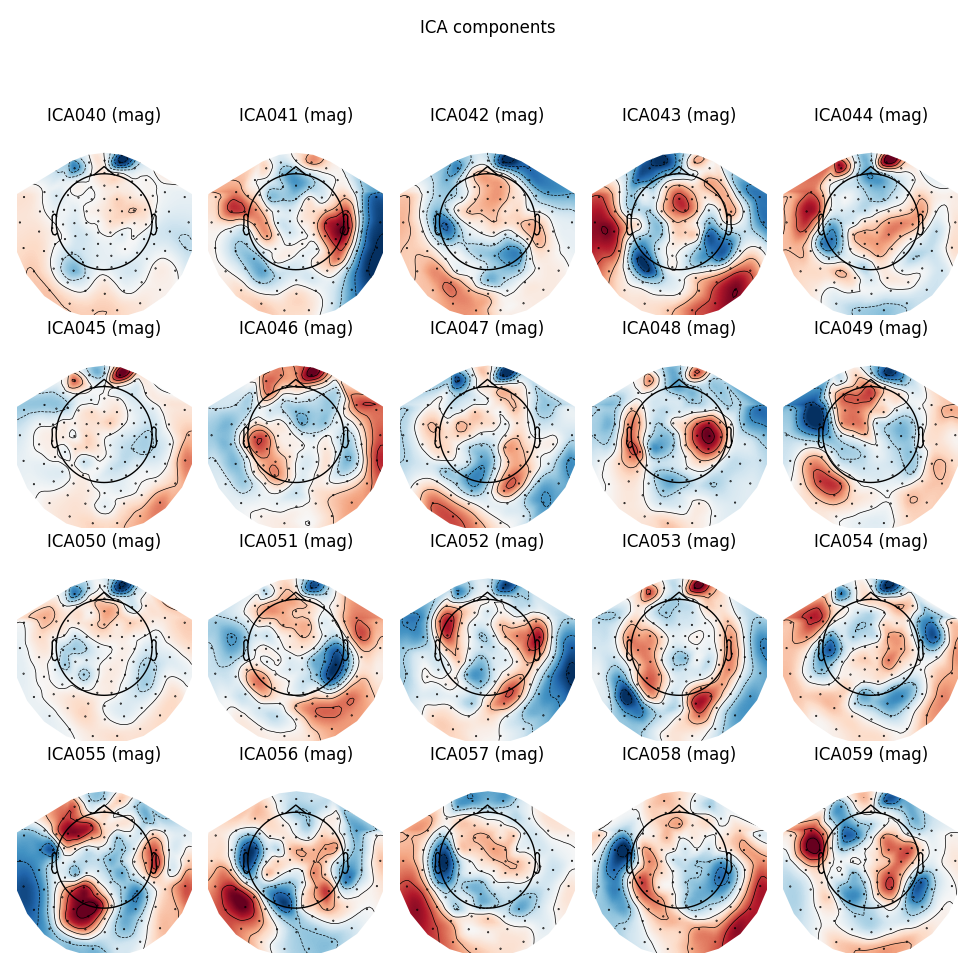 ICA components
ICA040 (mag) ICA041 (mag) ICA042 (mag) ICA043 (mag) ICA044 (mag)
ICA045 (mag) ICA046 (mag) ICA047 (mag) ICA048 (mag) ICA049 (mag)
ICA050 (mag) ICA051 (mag) ICA052 (mag) ICA053 (mag) ICA054 (mag)
ICA055 (mag) ICA056 (mag) ICA057 (mag) ICA058 (mag) ICA059 (mag)